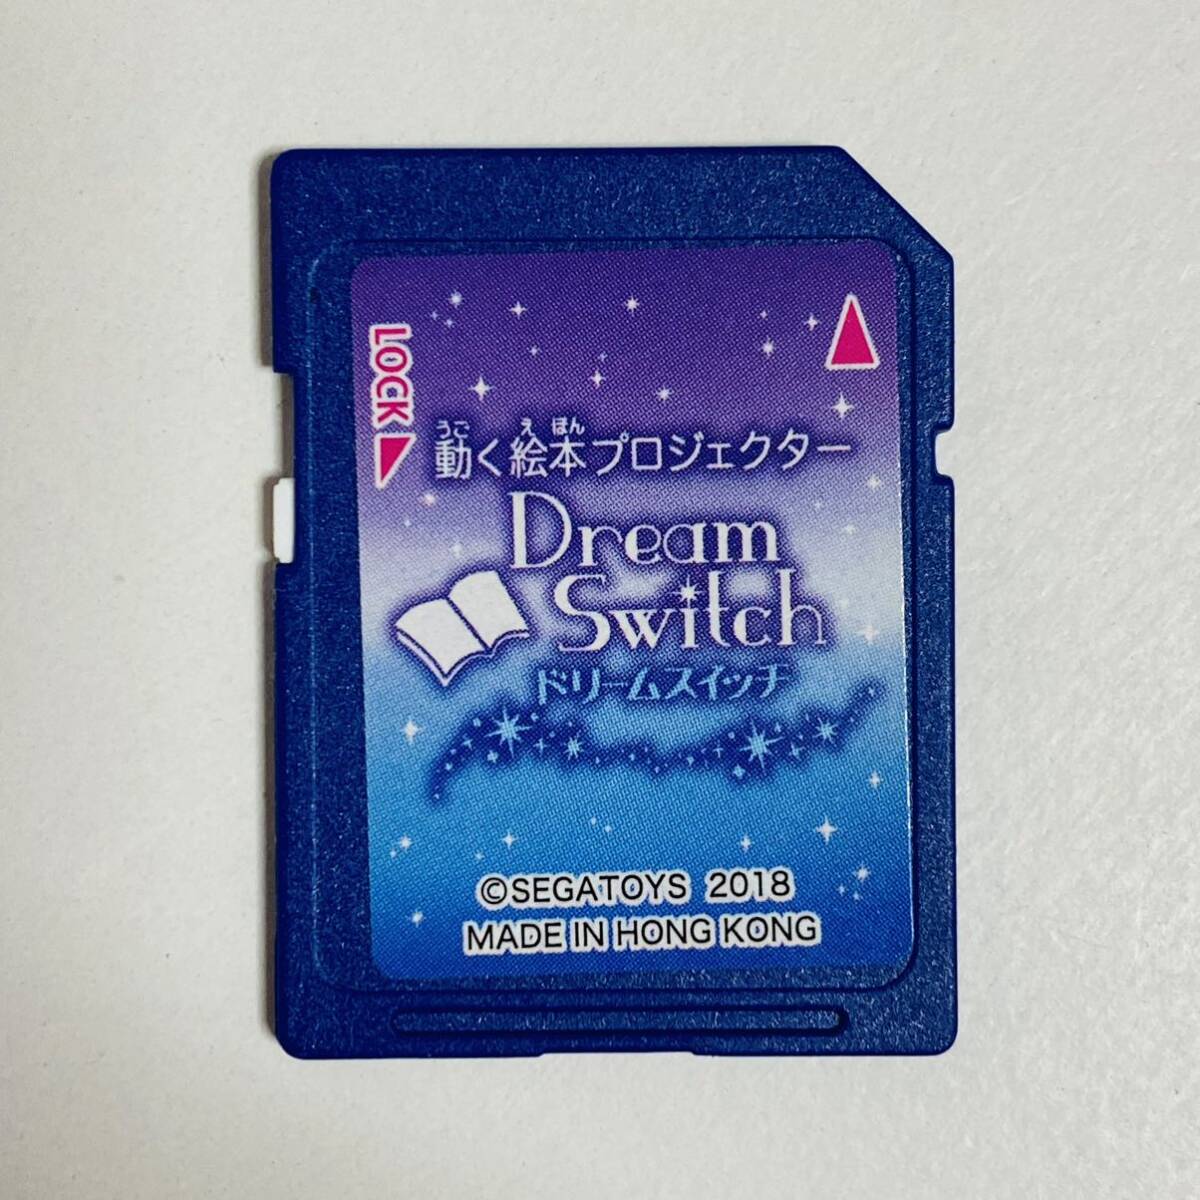 LOCK
うご え ほん
動く絵本プロジェクター
Dream
Switch
ドリームスイッチ
©SEGATOYS 2018
MADE IN HONG KONG